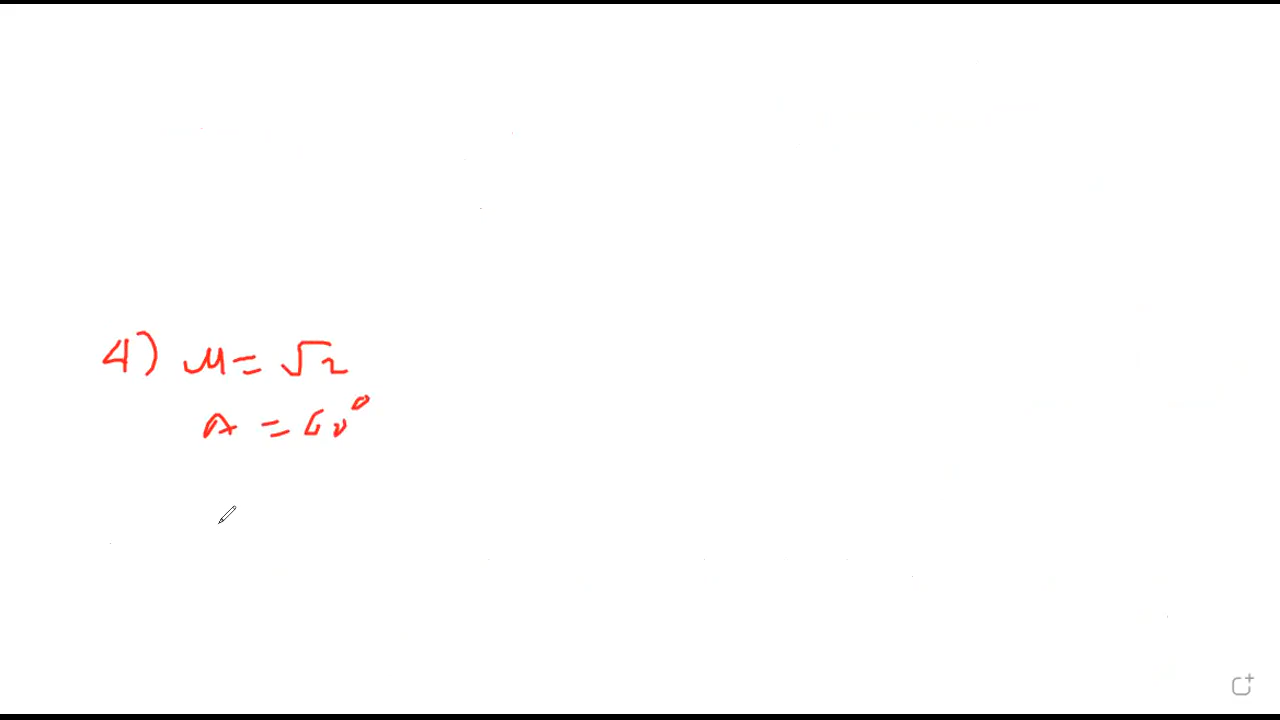 4) μ = √2
A = 60°